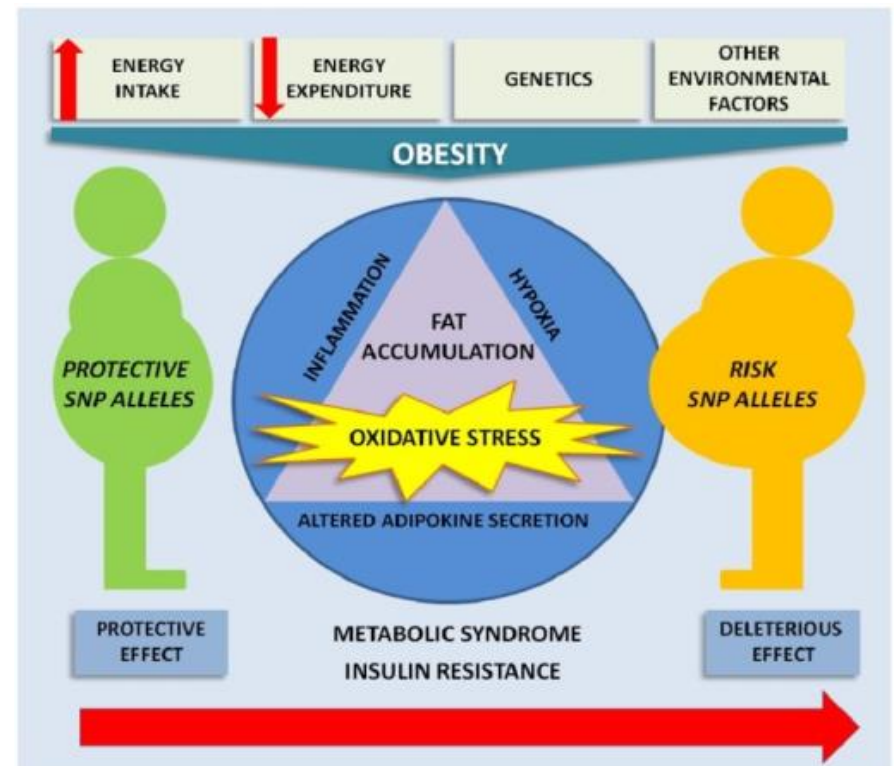 ENERGY
INTAKE
ENERGY
EXPENDITURE
GENETICS
OTHER
ENVIRONMENTAL
FACTORS
OBESITY
INFLAMMATION
HYPOXIA
FAT
ACCUMULATION
PROTECTIVE
SNP ALLELES
RISK
SNP ALLELES
OXIDATIVE STRESS
ALTERED ADIPOKINE SECRETION
PROTECTIVE
EFFECT
METABOLIC SYNDROME
INSULIN RESISTANCE
DELETERIOUS
EFFECT